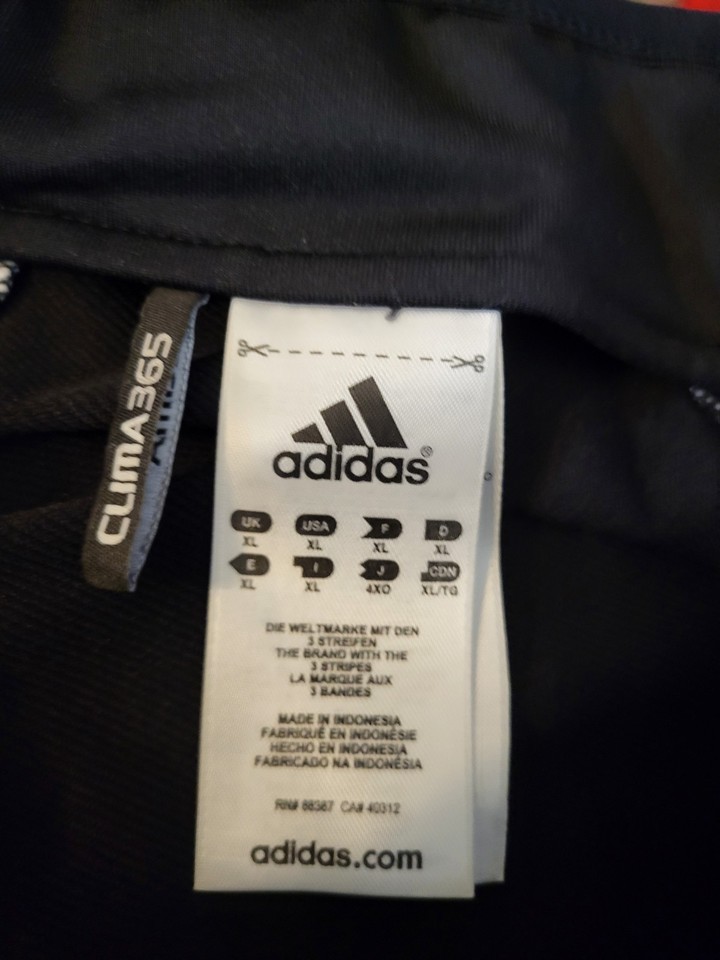 CLIMA365
adidas®
UK USA F D
XL XL XL XL
E I J CDN
XL XL 4XO XL/TG
DIE WELTMARKE MIT DEN
3 STREIFEN
THE BRAND WITH THE
3 STRIPES
LA MARQUE AUX
3 BANDES
MADE IN INDONESIA
FABRIQUÉ EN INDONÉSIE
HECHO EN INDONESIA
FABRICADO NA INDONÉSIA
RN# 88387 CA# 40312
adidas.com